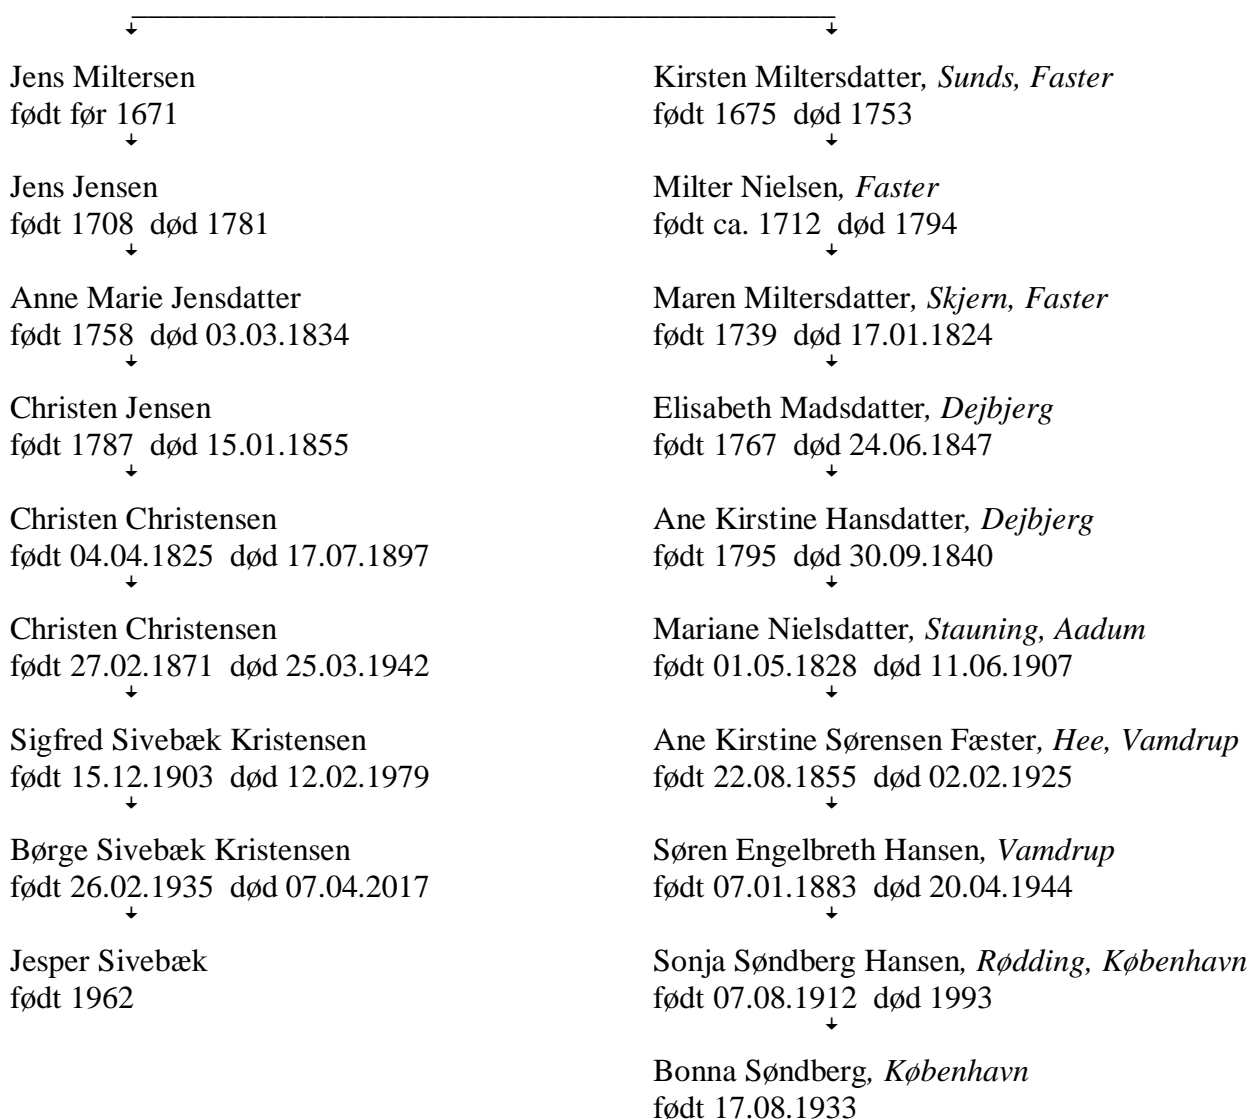 Jens Miltersen
født før 1671
Jens Jensen
født 1708 død 1781
Anne Marie Jensdatter
født 1758 død 03.03.1834
Christen Jensen
født 1787 død 15.01.1855
Christen Christensen
født 04.04.1825 død 17.07.1897
Christen Christensen
født 27.02.1871 død 25.03.1942
Sigfred Sivebæk Kristensen
født 15.12.1903 død 12.02.1979
Børge Sivebæk Kristensen
født 26.02.1935 død 07.04.2017
Jesper Sivebæk
født 1962
Kirsten Miltersdatter, Sunds, Faster
født 1675 død 1753
Milter Nielsen, Faster
født ca. 1712 død 1794
Maren Miltersdatter, Skjern, Faster
født 1739 død 17.01.1824
Elisabeth Madsdatter, Dejbjerg
født 1767 død 24.06.1847
Ane Kirstine Hansdatter, Dejbjerg
født 1795 død 30.09.1840
Mariane Nielsdatter, Stauning, Aadum
født 01.05.1828 død 11.06.1907
Ane Kirstine Sørensen Fæster, Hee, Vamdrup
født 22.08.1855 død 02.02.1925
Søren Engelbreth Hansen, Vamdrup
født 07.01.1883 død 20.04.1944
Sonja Søndberg Hansen, Rødding, København
født 07.08.1912 død 1993
Bonna Søndberg, København
født 17.08.1933